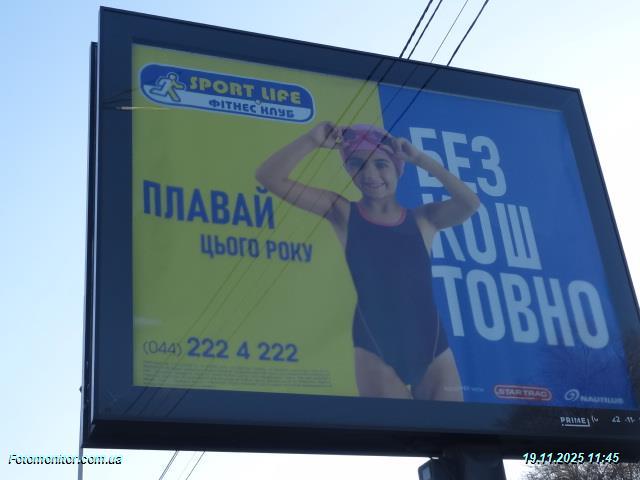 SPORT LIFE
ФІТНЕС КЛУБ
ПЛАВАЙ
ЦЬОГО РОКУ
БЕЗ
КОШ
ТОВНО
(044) 222 4 222
STAR TRAC
NAUTILUS
PRIME
Fotomonitor.com.ua
19.11.2025 11:45